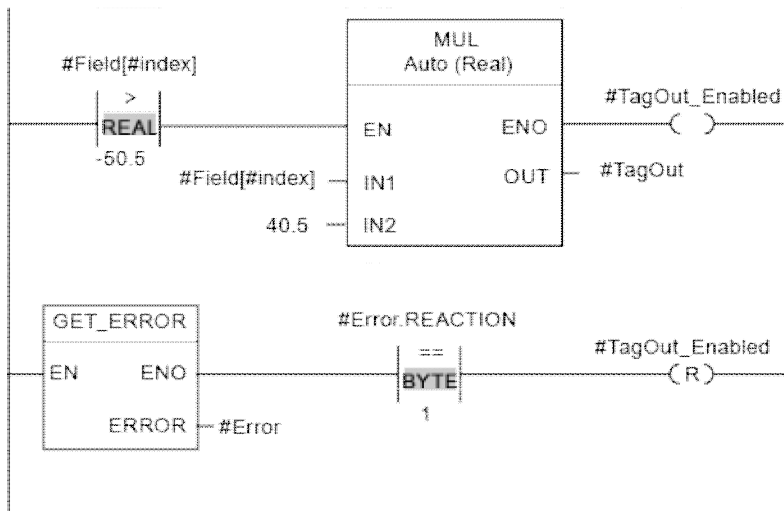 MUL
Auto (Real)
#Field[#index]
>
REAL
-50.5
#TagOut_Enabled
( )
EN ENO
#Field[#index] IN1 OUT #TagOut
40.5 IN2
GET_ERROR
EN ENO
ERROR #Error
#Error.REACTION
==
BYTE
1
#TagOut_Enabled
(R)